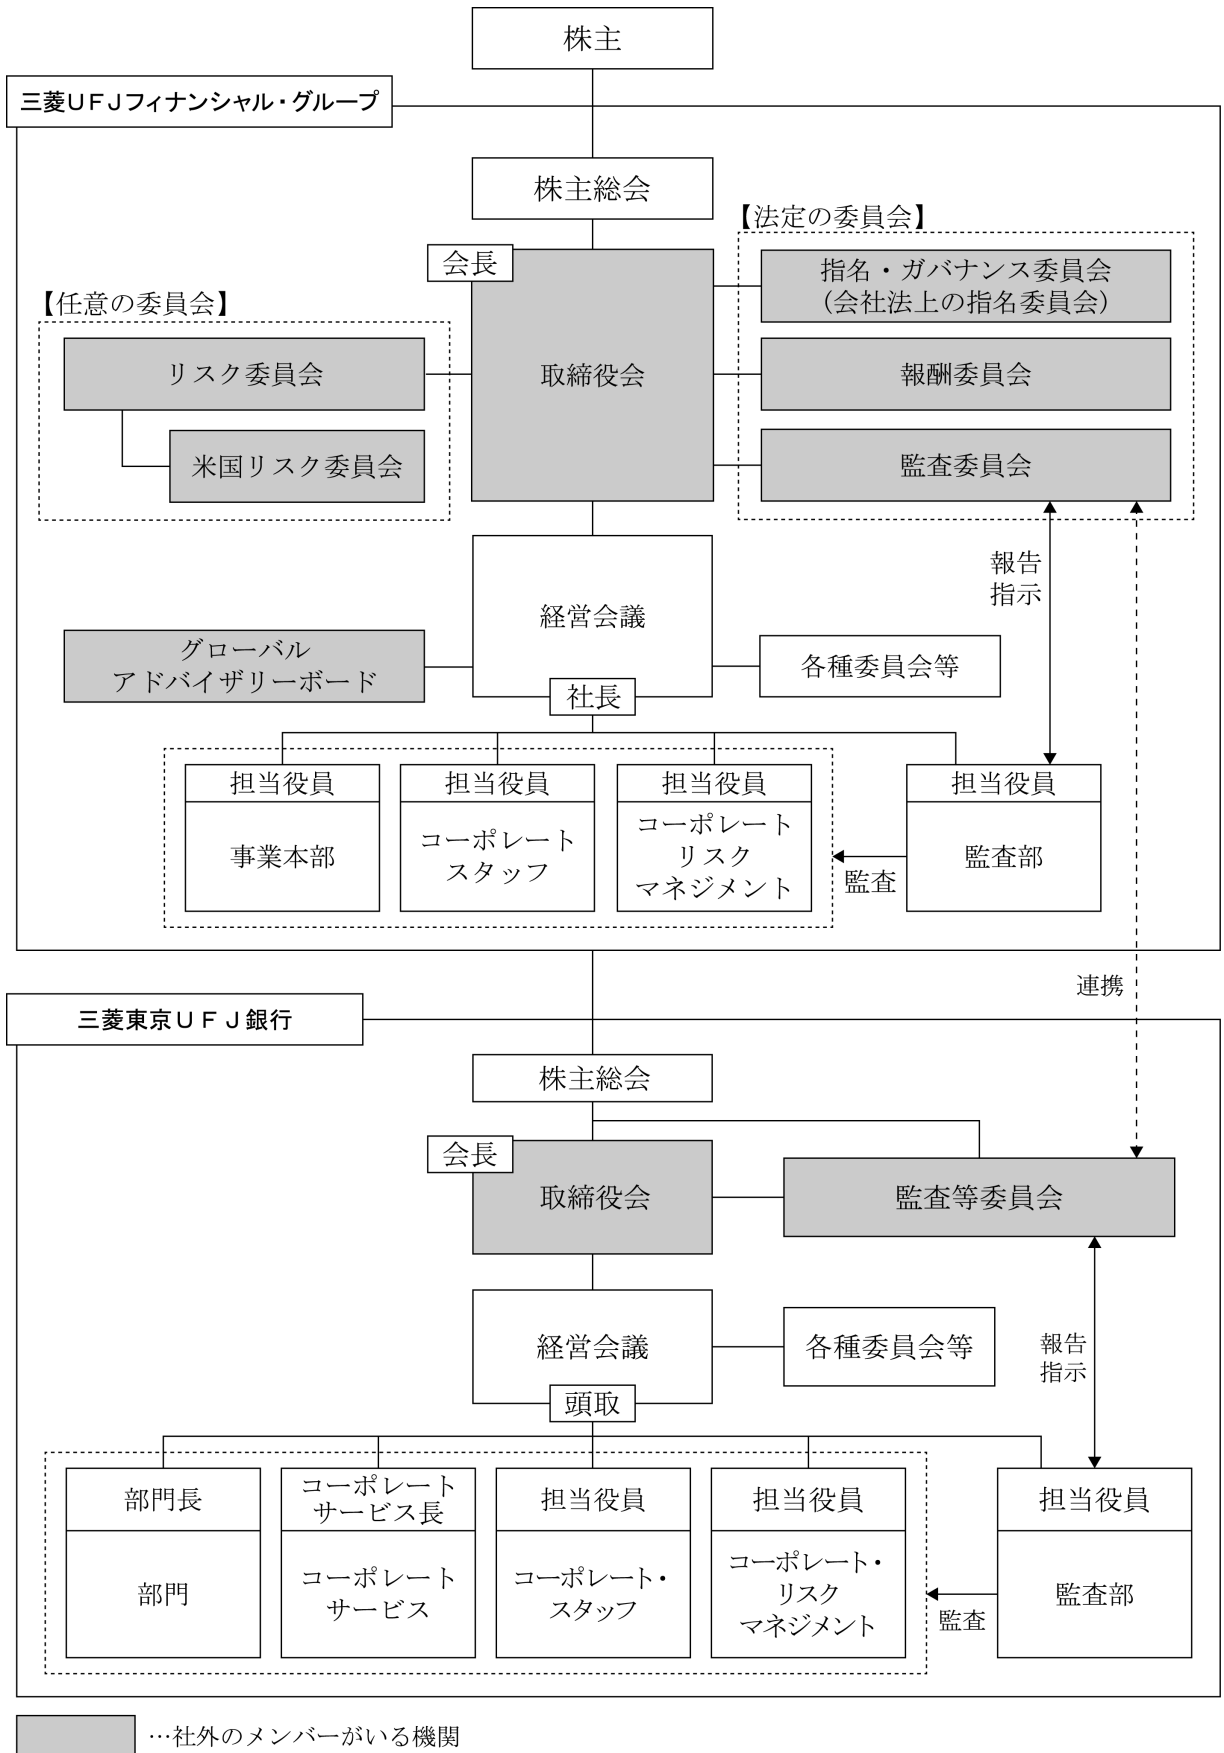 株主
三菱ＵＦＪフィナンシャル・グループ
株主総会
【法定の委員会】
会長
指名・ガバナンス委員会
（会社法上の指名委員会）
【任意の委員会】
リスク委員会
取締役会
報酬委員会
米国リスク委員会
監査委員会
報告
指示
経営会議
グローバル
アドバイザリーボード
各種委員会等
社長
担当役員
事業本部
担当役員
コーポレート
スタッフ
担当役員
コーポレート
リスク
マネジメント
監査
担当役員
監査部
連携
三菱東京ＵＦＪ銀行
株主総会
会長
取締役会
監査等委員会
経営会議
各種委員会等
報告
指示
頭取
部門長
部門
コーポレート
サービス長
コーポレート
サービス
担当役員
コーポレート・
スタッフ
担当役員
コーポレート・
リスク
マネジメント
監査
担当役員
監査部
…社外のメンバーがいる機関